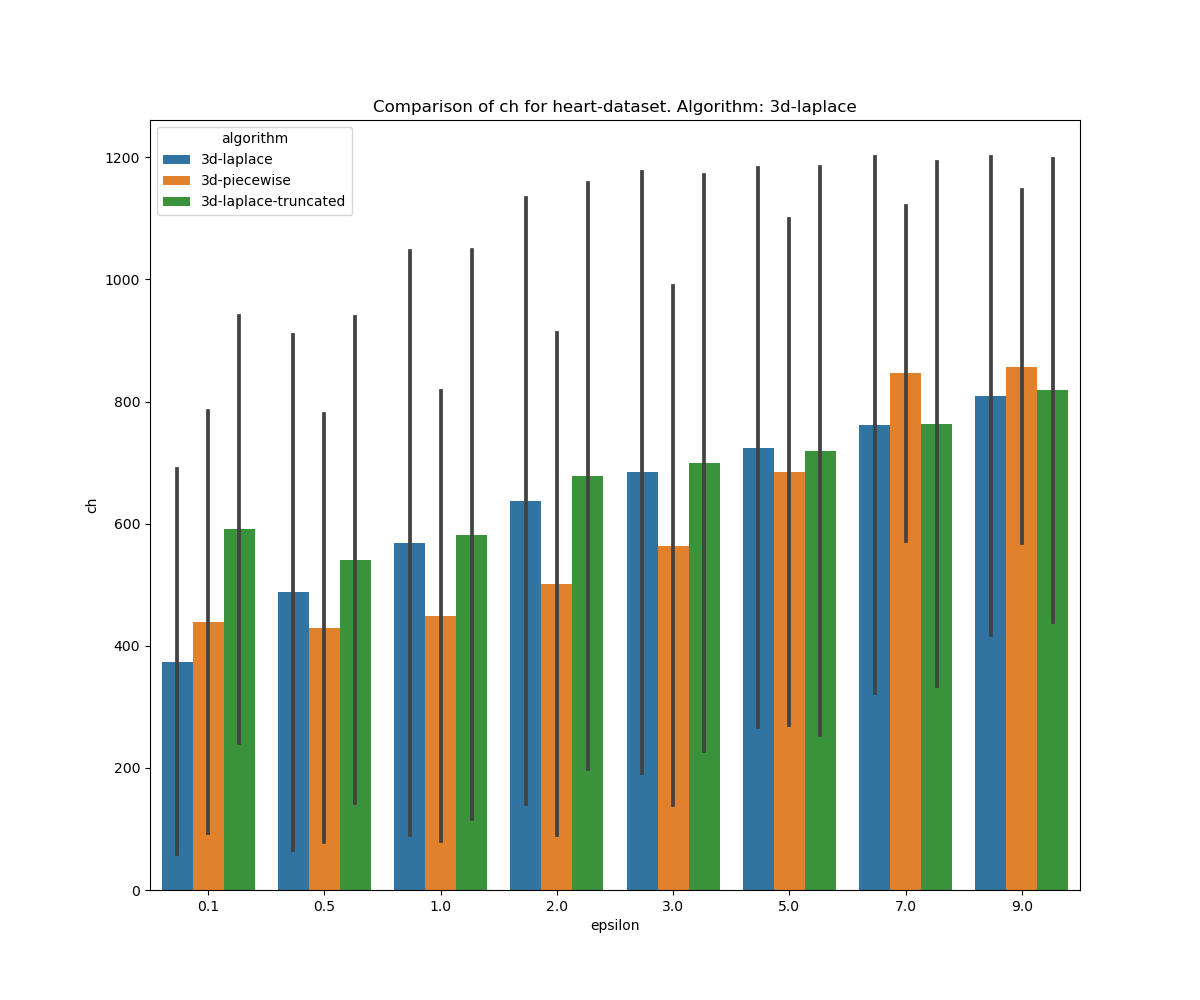 Comparison of ch for heart-dataset. Algorithm: 3d-laplace
algorithm
3d-laplace
3d-piecewise
3d-laplace-truncated
1200
1000
800
600
400
200
0
ch
0.1 0.5 1.0 2.0 3.0 5.0 7.0 9.0
epsilon